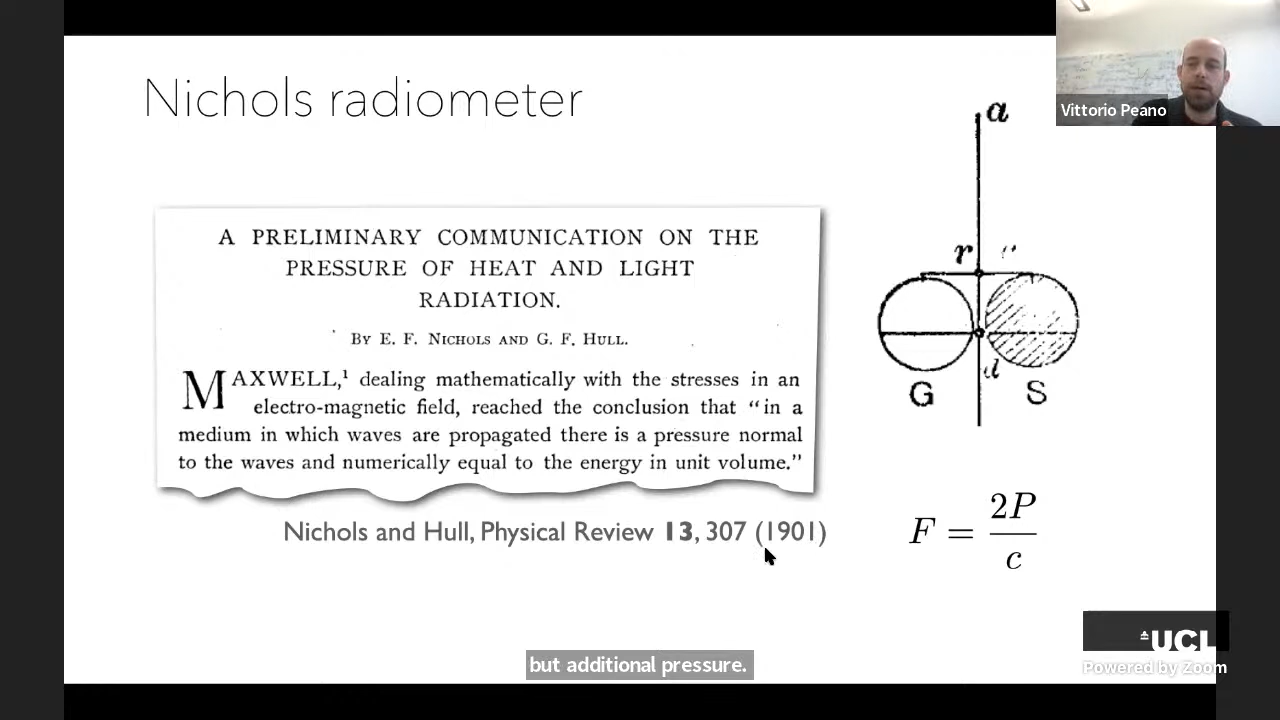 Nichols radiometer
Vittorio Peano
a
A PRELIMINARY COMMUNICATION ON THE
PRESSURE OF HEAT AND LIGHT
RADIATION.
BY E. F. NICHOLS AND G. F. HULL.
MAXWELL,¹ dealing mathematically with the stresses in an
electro-magnetic field, reached the conclusion that "in a
medium in which waves are propagated there is a pressure normal
to the waves and numerically equal to the energy in unit volume."
r
d
G S
Nichols and Hull, Physical Review 13, 307 (1901)
F = 2P/c
UCL
Powered by Zoom
but additional pressure.